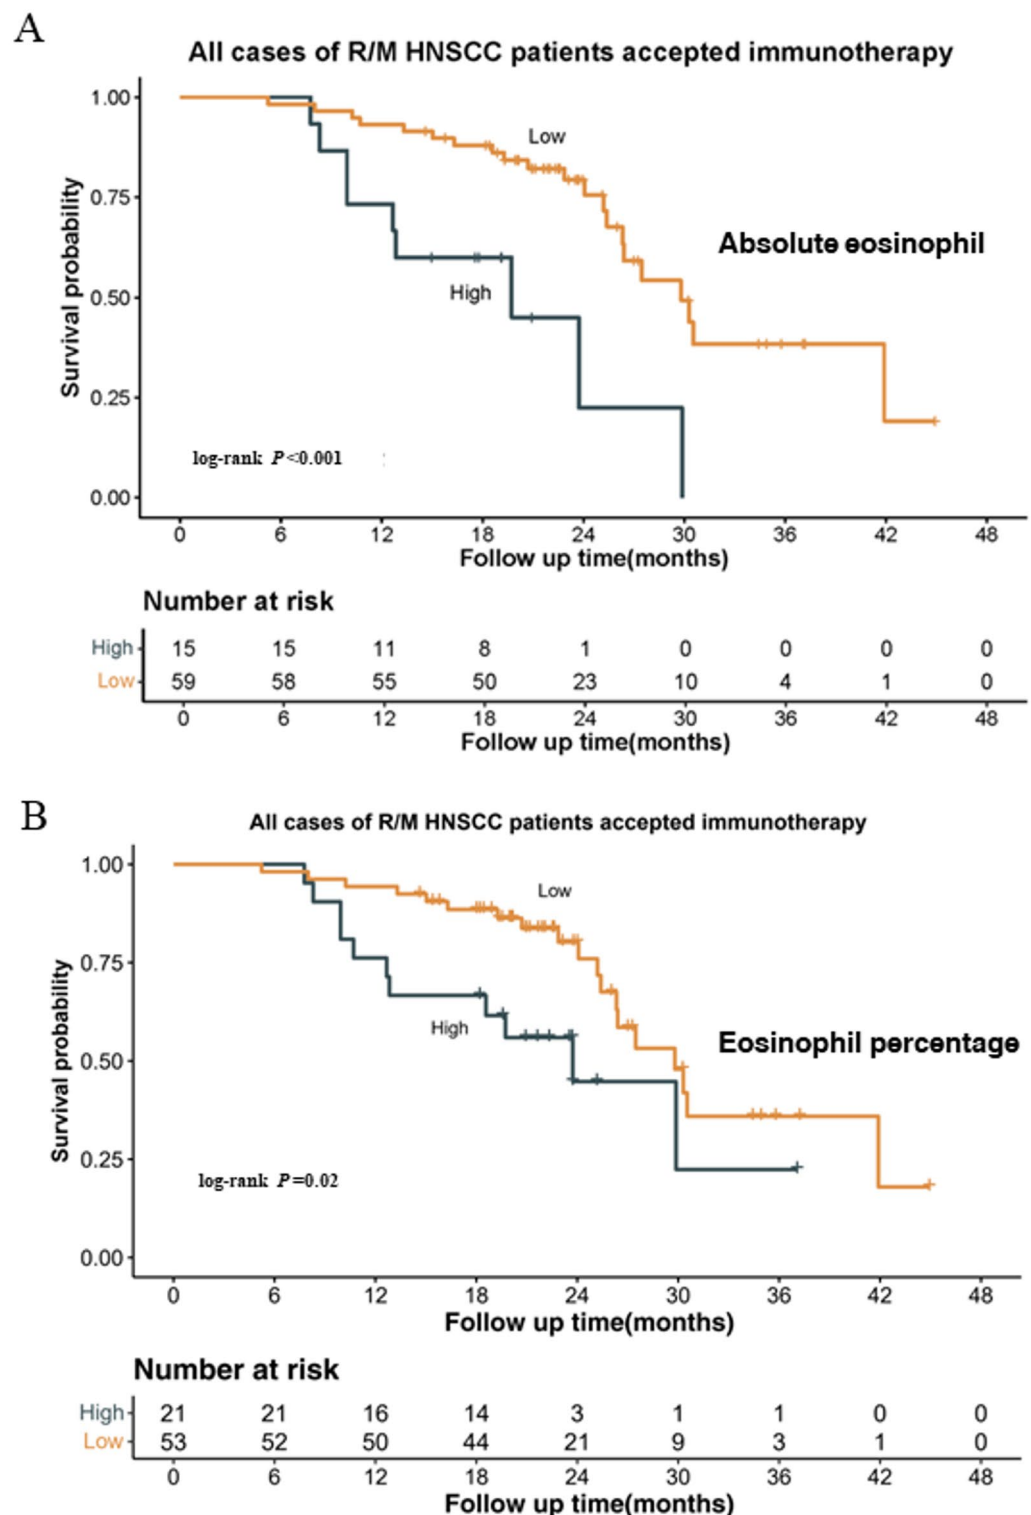 A
All cases of R/M HNSCC patients accepted immunotherapy
Survival probability
1.00
0.75
0.50
0.25
0.00
Low
High
Absolute eosinophil
log-rank P<0.001
0 6 12 18 24 30 36 42 48
Follow up time(months)
Number at risk
High 15 15 11 8 1 0 0 0 0
Low 59 58 55 50 23 10 4 1 0
0 6 12 18 24 30 36 42 48
Follow up time(months)
B
All cases of R/M HNSCC patients accepted immunotherapy
Survival probability
1.00
0.75
0.50
0.25
0.00
Low
High
Eosinophil percentage
log-rank P=0.02
0 6 12 18 24 30 36 42 48
Follow up time(months)
Number at risk
High 21 21 16 14 3 1 1 0 0
Low 53 52 50 44 21 9 3 1 0
0 6 12 18 24 30 36 42 48
Follow up time(months)